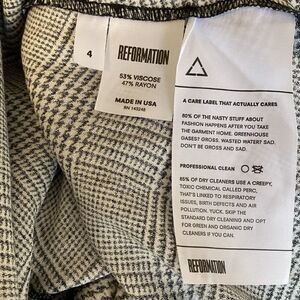 4
REFORMATION
53% VISCOSE
47% RAYON
MADE IN USA
RN 143248
A CARE LABEL THAT ACTUALLY CARES
80% OF THE NASTY STUFF ABOUT
FASHION HAPPENS AFTER YOU TAKE
THE GARMENT HOME. GREENHOUSE
GASES? GROSS. WASTED WATER? SAD.
DON'T BE GROSS AND SAD.
PROFESSIONAL CLEAN
85% OF DRY CLEANERS USE A CREEPY,
TOXIC CHEMICAL CALLED PERC,
THAT'S LINKED TO RESPIRATORY
ISSUES, BIRTH DEFECTS AND AIR
POLLUTION. YUCK. SKIP THE
STANDARD DRY CLEANING AND OPT
FOR GREEN AND ORGANIC DRY
CLEANERS IF YOU CAN.
REFORMATION